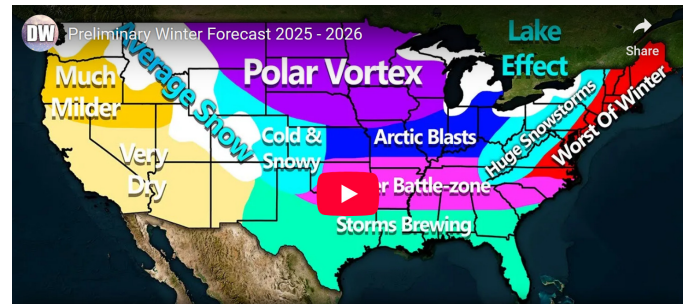 DW
Preliminary Winter Forecast 2025 - 2026
Share
Lake
Effect
Much
Milder
Average Snow
Polar Vortex
Very
Dry
Cold &
Snowy
Arctic Blasts
Huge Snowstorms
Worst Of Winter
Battle-zone
Storms Brewing